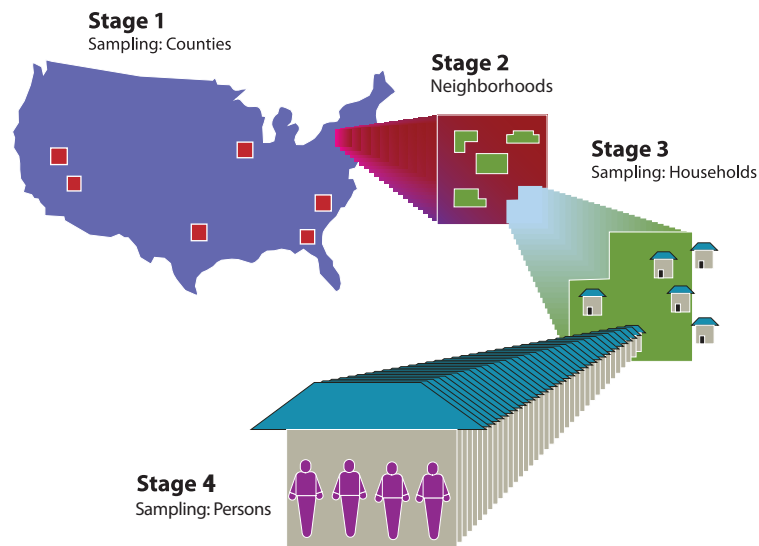 Stage 1
Sampling: Counties
Stage 2
Neighborhoods
Stage 3
Sampling: Households
Stage 4
Sampling: Persons